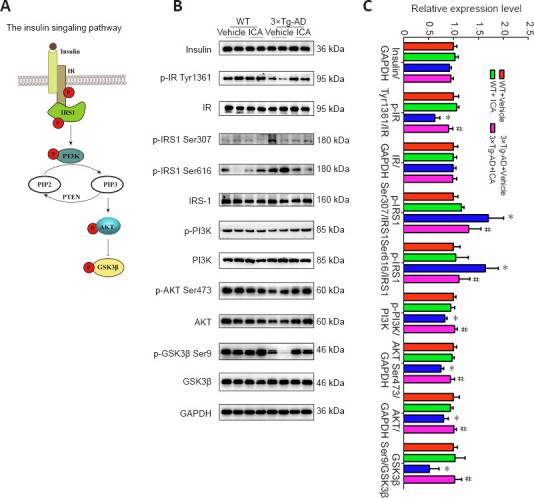 A
The insulin singaling pathway
Insulin
IR
P
IRS1
P
P
PI3K
PIP2
PIP3
PTEN
P
AKT
P
GSK3β
B
WT 3×Tg-AD
Vehicle ICA Vehicle ICA
Insulin 36 kDa
p-IR Tyr1361 95 kDa
IR 95 kDa
p-IRS1 Ser307 180 kDa
p-IRS1 Ser616 180 kDa
IRS-1 160 kDa
p-PI3K 85 kDa
PI3K 85 kDa
p-AKT Ser473 60 kDa
AKT 60 kDa
p-GSK3β Ser9 46 kDa
GSK3β 46 kDa
GAPDH 36 kDa
C
Relative expression level
0.0 0.5 1.0 1.5 2.0 2.5
WT+Vehicle
WT+ ICA
3×Tg-AD+Vehicle
3×Tg-AD+ICA
Insulin/
GAPDH
p-IR
Tyr1361/IR
* #
IR/
GAPDH
p-IRS1
Ser307/IRS1
* #
p-IRS1
Ser616/IRS1
* #
p-PI3K/
PI3K
* #
AKT Ser473/
GAPDH
* #
AKT/
GAPDH
* #
GSK3β
Ser9/GSK3β
* #